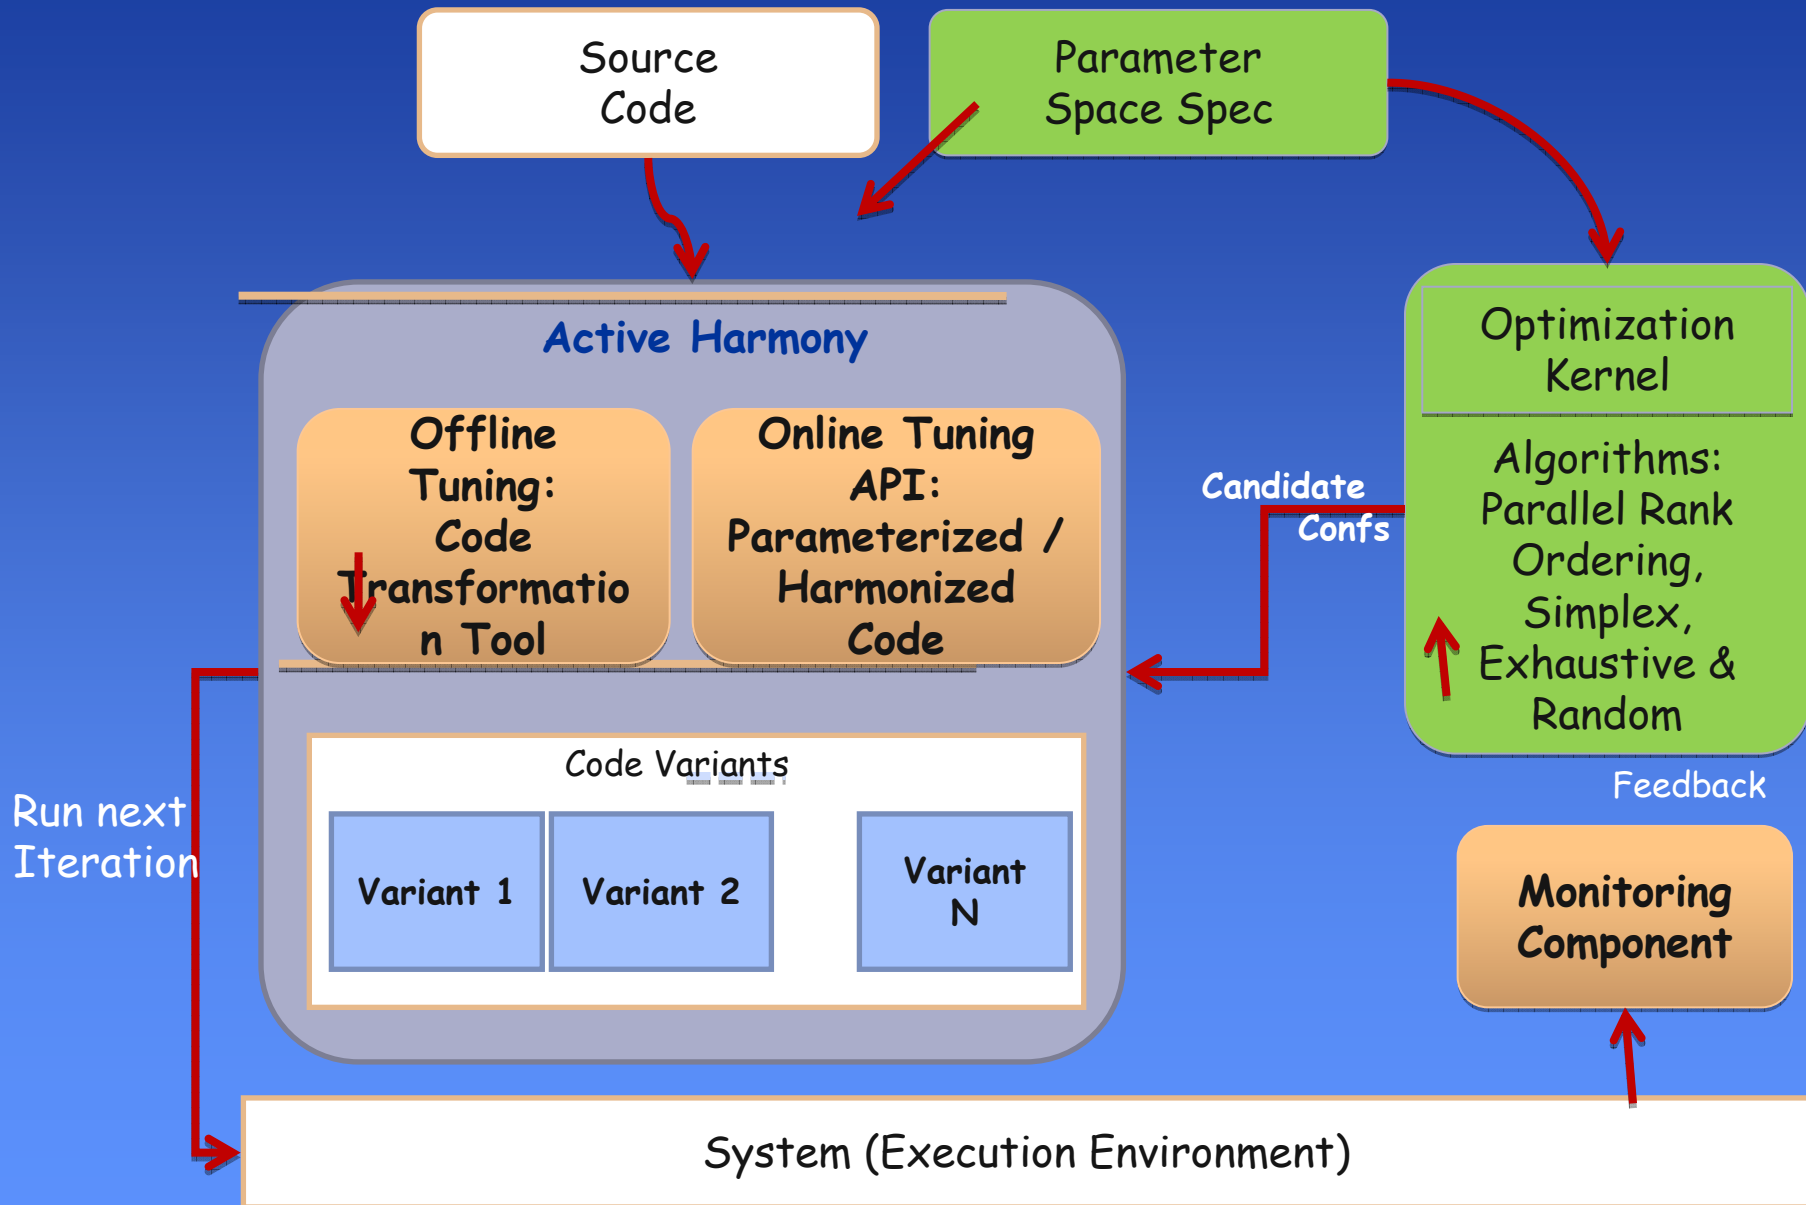 Source
Code
Parameter
Space Spec
Active Harmony
Offline
Tuning:
Code
Transformatio
n Tool
Online Tuning
API:
Parameterized /
Harmonized
Code
Candidate
Confs
Optimization
Kernel
Algorithms:
Parallel Rank
Ordering,
Simplex,
Exhaustive &
Random
Feedback
Code Variants
Variant 1
Variant 2
Variant
N
Run next
Iteration
Monitoring
Component
System (Execution Environment)